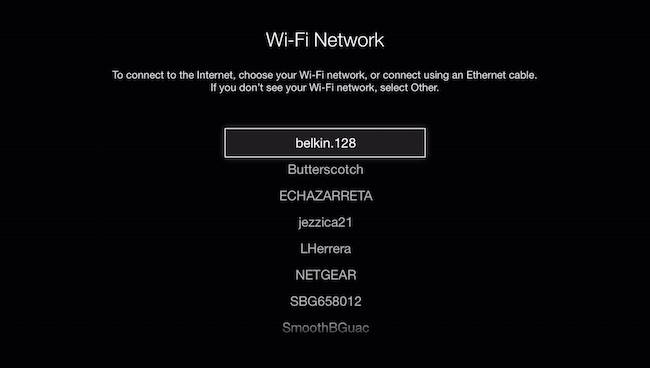 Wi-Fi Network
To connect to the Internet, choose your Wi-Fi network, or connect using an Ethernet cable.
If you don't see your Wi-Fi network, select Other.
belkin.128
Butterscotch
ECHAZARRETA
jezzica21
LHerrera
NETGEAR
SBG658012
SmoothBGuac